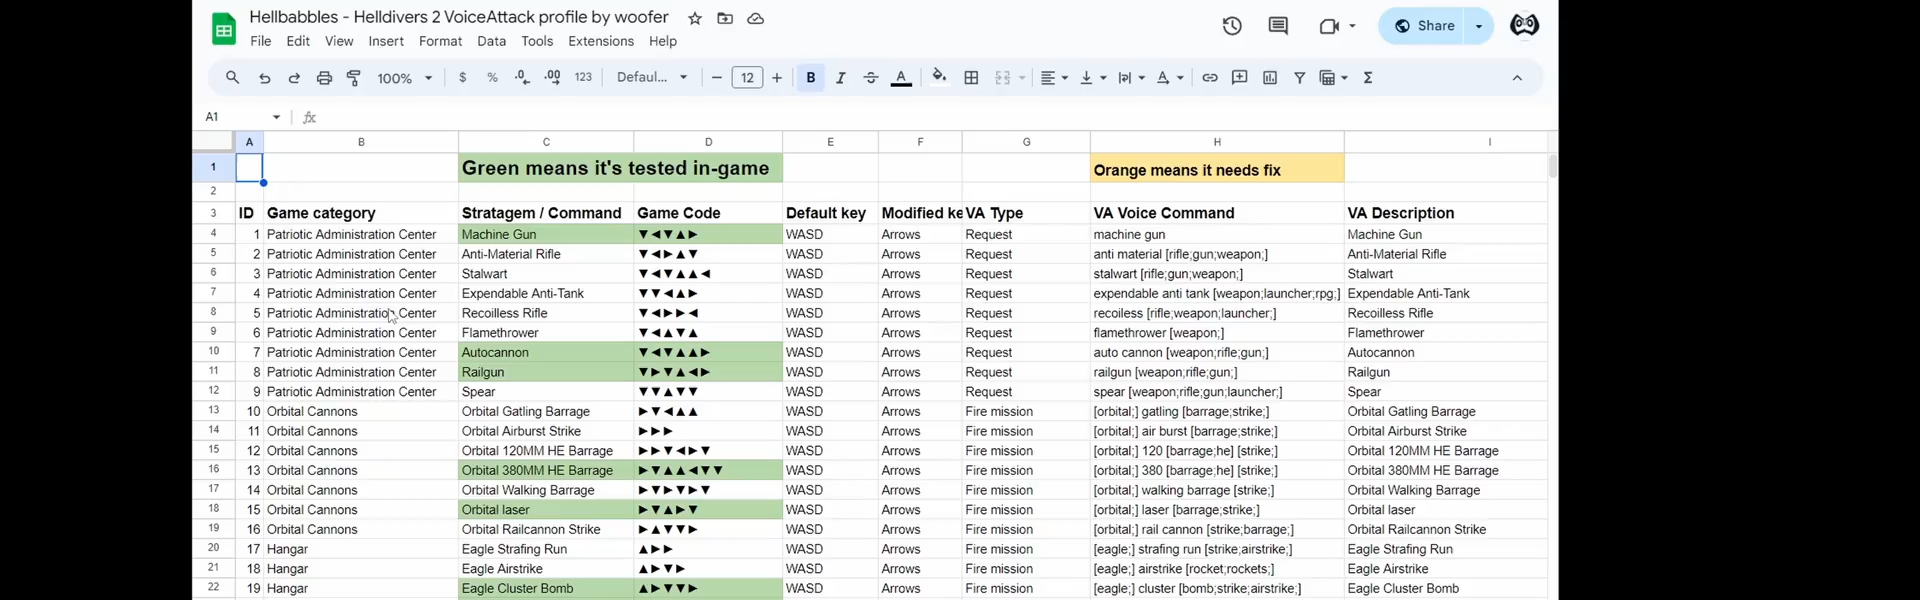 Hellbabbles - Helldivers 2 VoiceAttack profile by woofer
File Edit View Insert Format Data Tools Extensions Help
Share
100% $ % .0 .00 123 Defaul... 12 B I S A Σ
A1 fx
A B C D E F G H I
1 Green means it's tested in-game Orange means it needs fix
2
3 ID Game category Stratagem / Command Game Code Default key Modified ke VA Type VA Voice Command VA Description
4 1 Patriotic Administration Center Machine Gun ▼◄▼▲► WASD Arrows Request machine gun Machine Gun
5 2 Patriotic Administration Center Anti-Material Rifle ▼◄►▲▼ WASD Arrows Request anti material [rifle;gun;weapon;] Anti-Material Rifle
6 3 Patriotic Administration Center Stalwart ▼◄▼▲▲◄ WASD Arrows Request stalwart [rifle;gun;weapon;] Stalwart
7 4 Patriotic Administration Center Expendable Anti-Tank ▼▼◄▲► WASD Arrows Request expendable anti tank [weapon;launcher;rpg;] Expendable Anti-Tank
8 5 Patriotic Administration Center Recoilless Rifle ▼◄►►◄ WASD Arrows Request recoiless [rifle;weapon;launcher;] Recoilless Rifle
9 6 Patriotic Administration Center Flamethrower ▼◄▲▼▲ WASD Arrows Request flamethrower [weapon;] Flamethrower
10 7 Patriotic Administration Center Autocannon ▼◄▼▲▲► WASD Arrows Request auto cannon [weapon;rifle;gun;] Autocannon
11 8 Patriotic Administration Center Railgun ▼►▼▲◄► WASD Arrows Request railgun [weapon;rifle;gun;] Railgun
12 9 Patriotic Administration Center Spear ▼▼▲▼▼ WASD Arrows Request spear [weapon;rifle;gun;launcher;] Spear
13 10 Orbital Cannons Orbital Gatling Barrage ►▼◄▲▲ WASD Arrows Fire mission [orbital;] gatling [barrage;strike;] Orbital Gatling Barrage
14 11 Orbital Cannons Orbital Airburst Strike ►►► WASD Arrows Fire mission [orbital;] air burst [barrage;strike;] Orbital Airburst Strike
15 12 Orbital Cannons Orbital 120MM HE Barrage ►►▼◄►▼ WASD Arrows Fire mission [orbital;] 120 [barrage;he] [strike;] Orbital 120MM HE Barrage
16 13 Orbital Cannons Orbital 380MM HE Barrage ►▼▲▲◄▼▼ WASD Arrows Fire mission [orbital;] 380 [barrage;he] [strike;] Orbital 380MM HE Barrage
17 14 Orbital Cannons Orbital Walking Barrage ►▼►▼►▼ WASD Arrows Fire mission [orbital;] walking barrage [strike;] Orbital Walking Barrage
18 15 Orbital Cannons Orbital laser ►▼▲►▼ WASD Arrows Fire mission [orbital;] laser [barrage;strike;] Orbital laser
19 16 Orbital Cannons Orbital Railcannon Strike ►▲▼▼► WASD Arrows Fire mission [orbital;] rail cannon [strike;barrage;] Orbital Railcannon Strike
20 17 Hangar Eagle Strafing Run ▲►► WASD Arrows Fire mission [eagle;] strafing run [strike;airstrike;] Eagle Strafing Run
21 18 Hangar Eagle Airstrike ▲►▼► WASD Arrows Fire mission [eagle;] airstrike [rocket;rockets;] Eagle Airstrike
22 19 Hangar Eagle Cluster Bomb ▲►▼▼► WASD Arrows Fire mission [eagle;] cluster [bomb;strike;airstrike;] Eagle Cluster Bomb